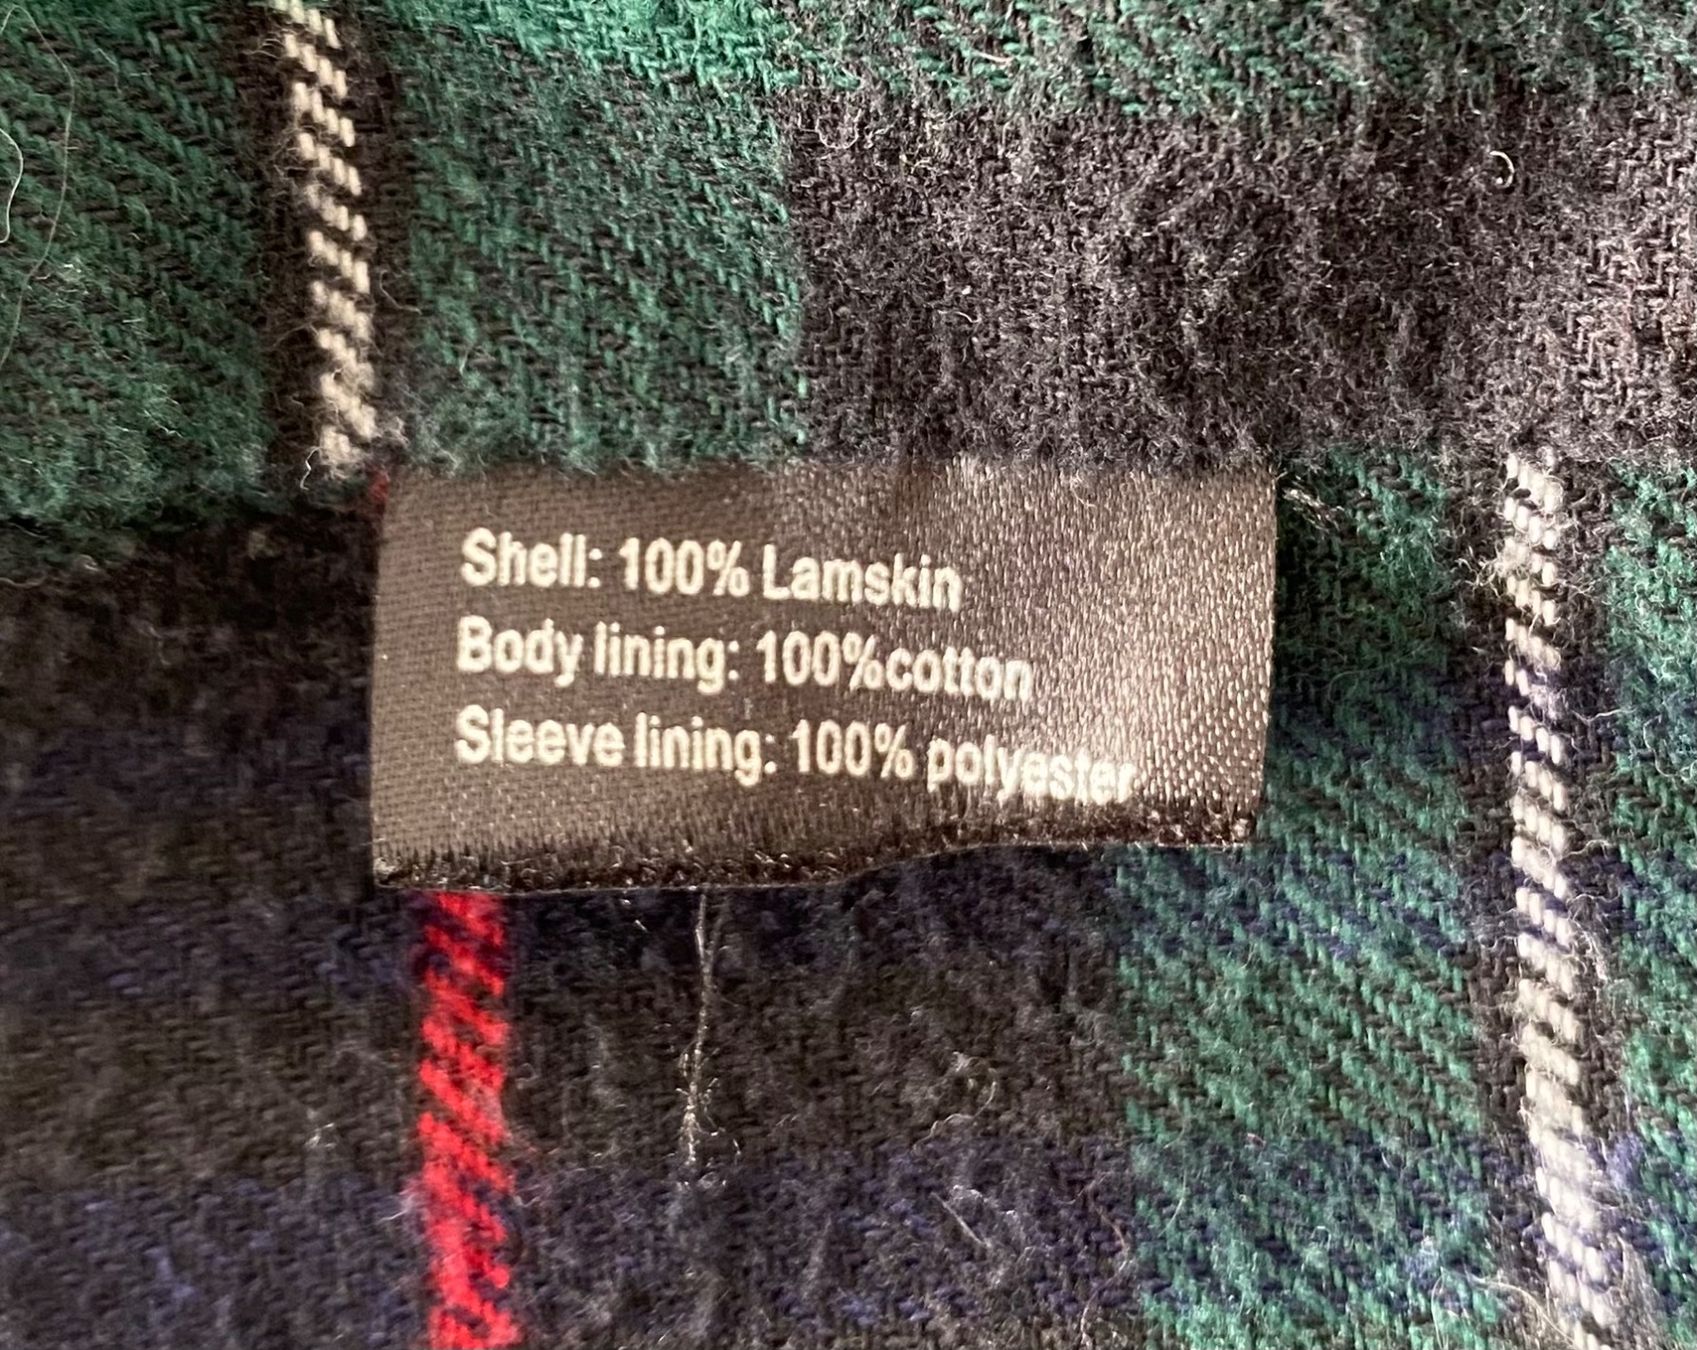 Shell: 100% Lamskin
Body lining: 100%cotton
Sleeve lining: 100% polyester